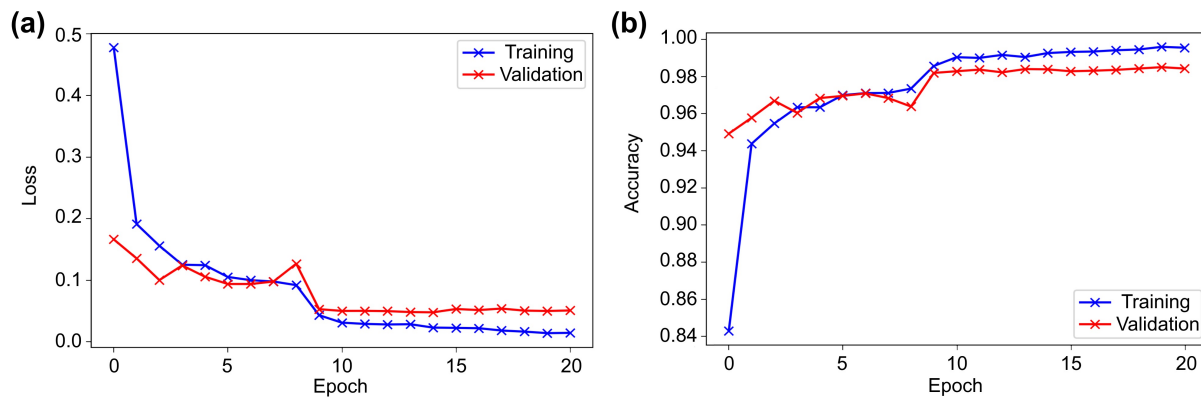 (a)
0.5
0.4
0.3
0.2
0.1
0.0
Loss
0 5 10 15 20
Epoch
Training
Validation
(b)
1.00
0.98
0.96
0.94
0.92
0.90
0.88
0.86
0.84
Accuracy
0 5 10 15 20
Epoch
Training
Validation